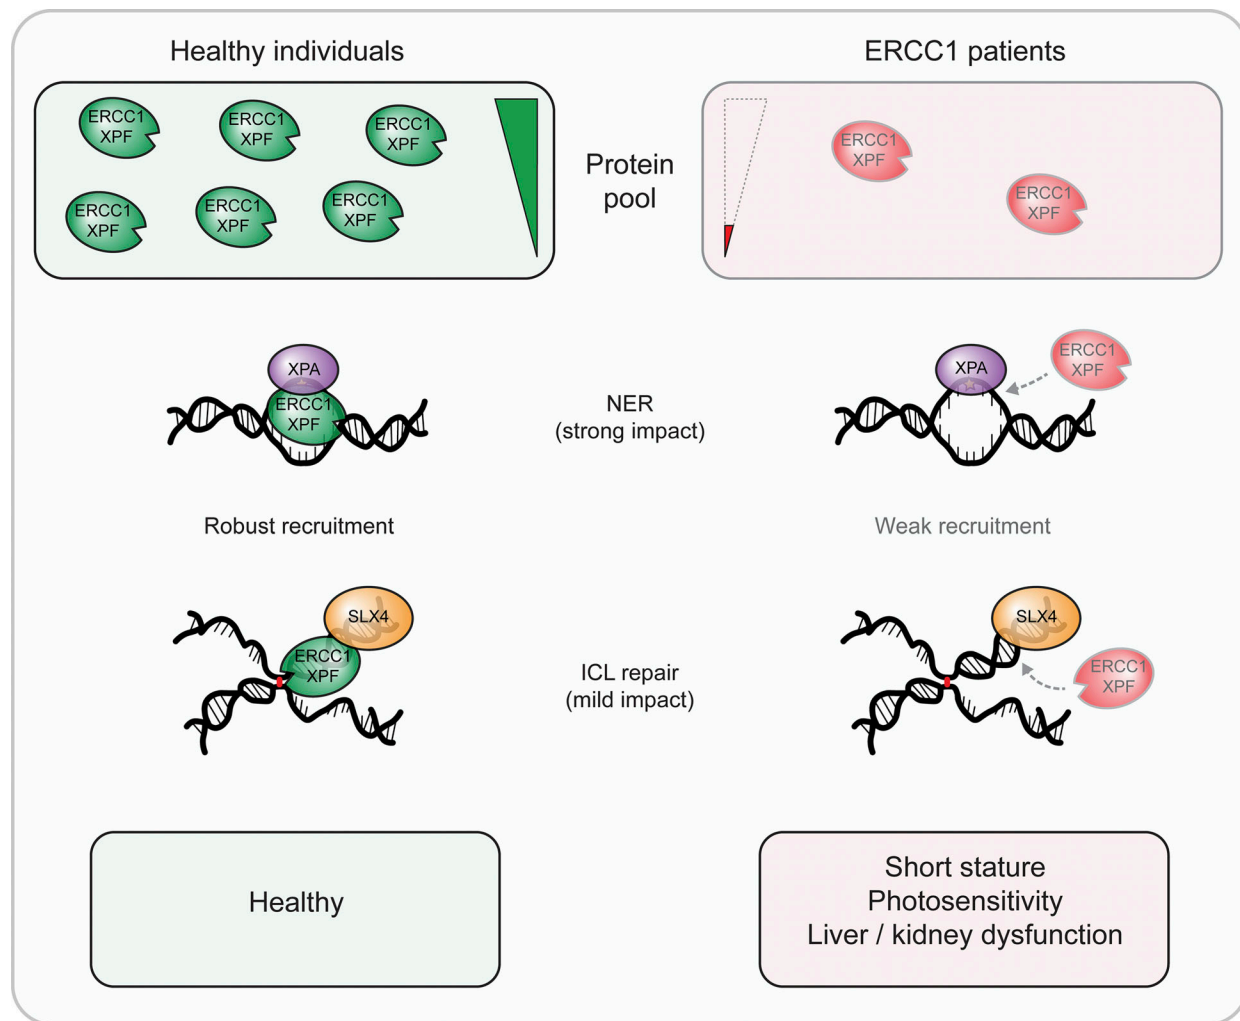 Healthy individuals
ERCC1 patients
ERCC1
XPF
ERCC1
XPF
ERCC1
XPF
ERCC1
XPF
ERCC1
XPF
ERCC1
XPF
Protein
pool
ERCC1
XPF
ERCC1
XPF
XPA
ERCC1
XPF
NER
(strong impact)
XPA
ERCC1
XPF
Robust recruitment
Weak recruitment
SLX4
ERCC1
XPF
ICL repair
(mild impact)
SLX4
ERCC1
XPF
Healthy
Short stature
Photosensitivity
Liver / kidney dysfunction